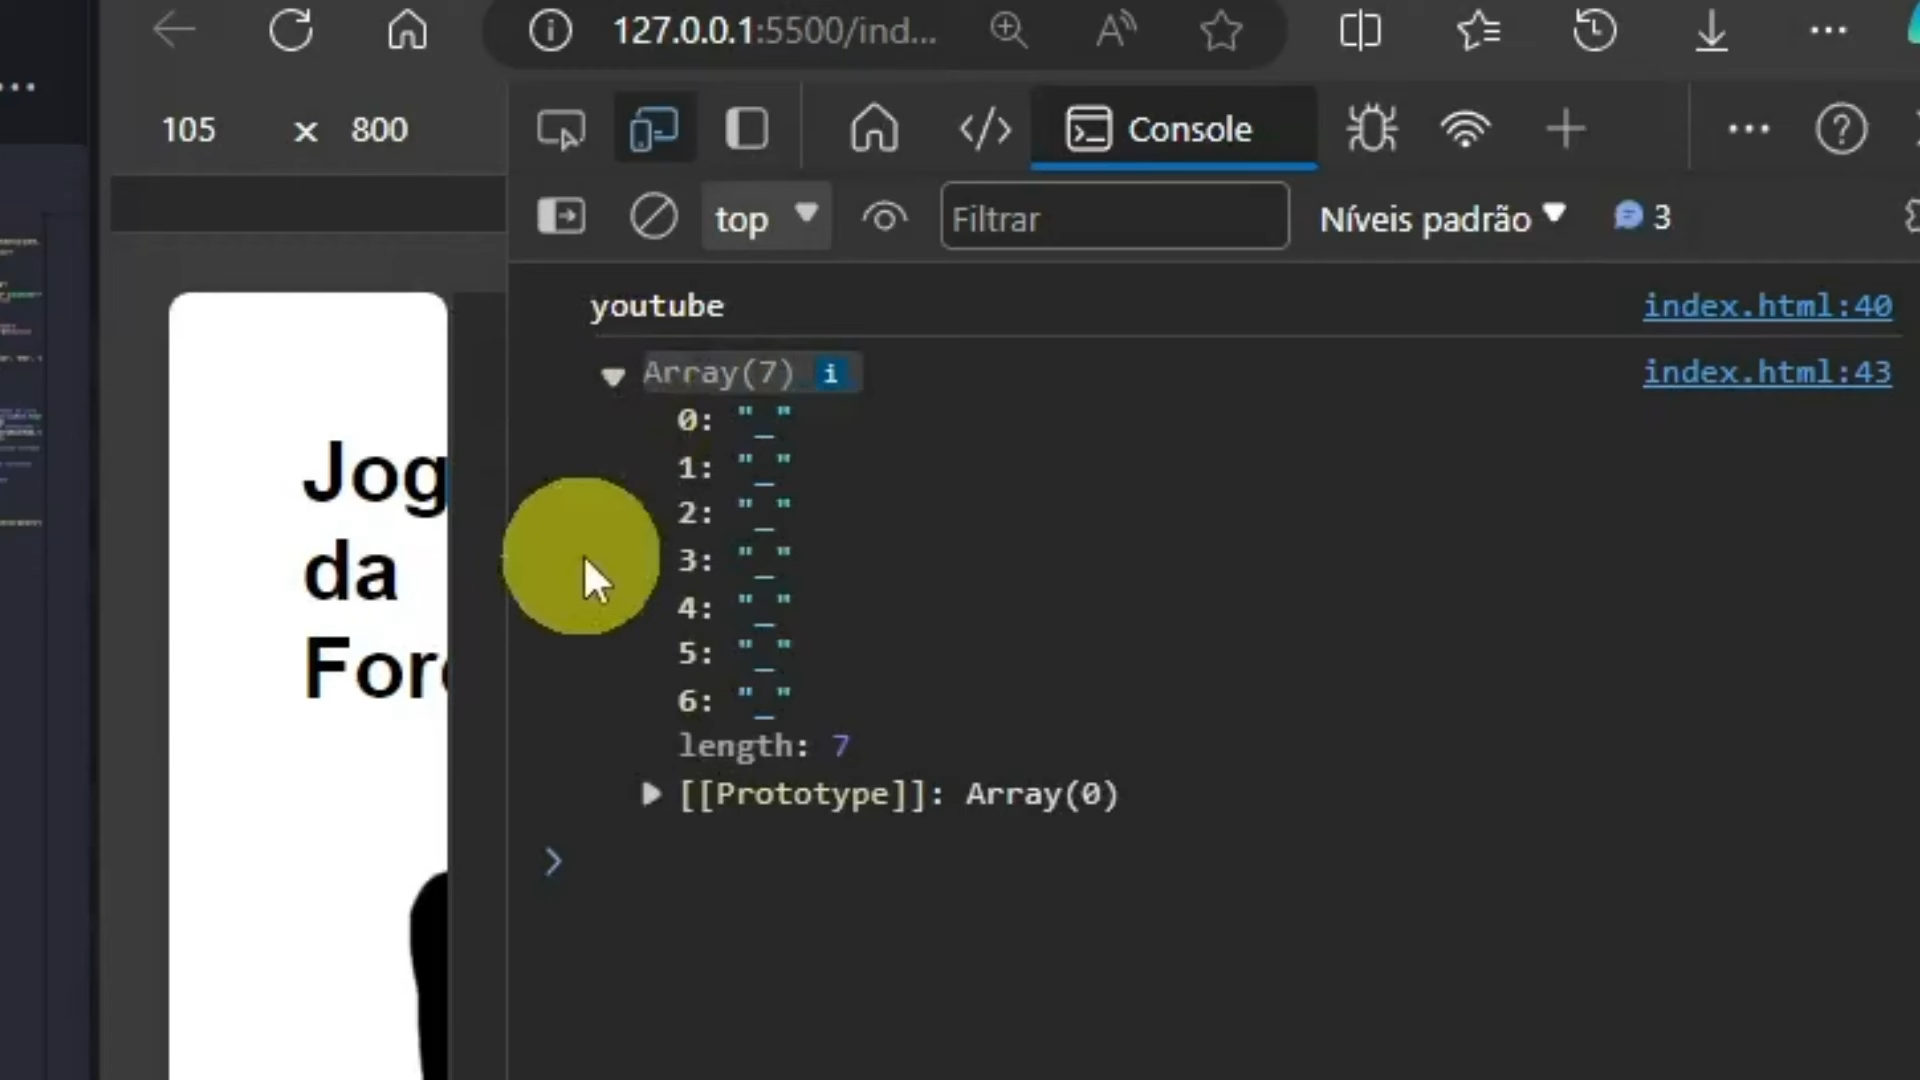 127.0.0.1:5500/ind...
105 x 800
Console
top
Filtrar
Níveis padrão
3
youtube
index.html:40
Array(7) i
index.html:43
0: "_"
1: "_"
2: "_"
3: "_"
4: "_"
5: "_"
6: "_"
length: 7
[[Prototype]]: Array(0)
Jog
da
Forc